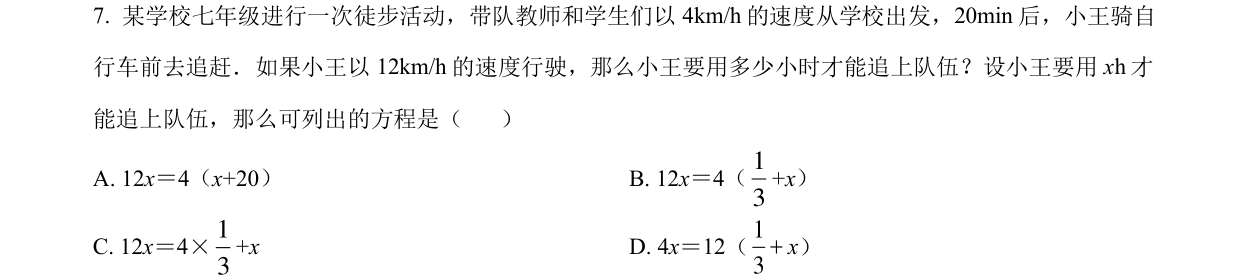 7. 某学校七年级进行一次徒步活动，带队教师和学生们以 4km/h 的速度从学校出发，20min 后，小王骑自
行车前去追赶．如果小王以 12km/h 的速度行驶，那么小王要用多少小时才能追上队伍？设小王要用 xh 才
能追上队伍，那么可列出的方程是（　　）
A. 12x＝4（x+20）	B. 12x＝4（1/3+x）
C. 12x＝4×1/3+x	D. 4x＝12（1/3+x）